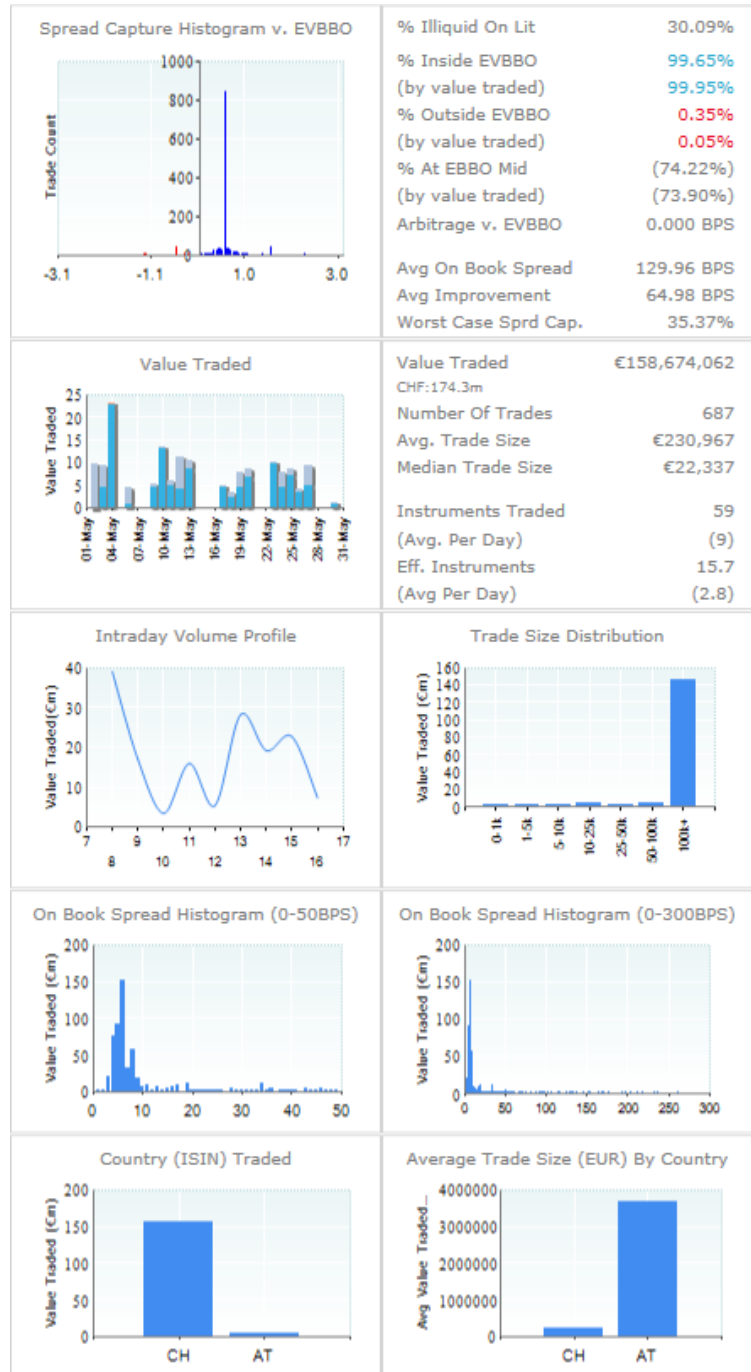 Spread Capture Histogram v. EVBBO
Trade Count
1000
800
600
400
200
-3.1 -1.1 1.0 3.0
% Illiquid On Lit 30.09%
% Inside EVBBO 99.65%
(by value traded) 99.95%
% Outside EVBBO 0.35%
(by value traded) 0.05%
% At EBBO Mid (74.22%)
(by value traded) (73.90%)
Arbitrage v. EVBBO 0.000 BPS
Avg On Book Spread 129.96 BPS
Avg Improvement 64.98 BPS
Worst Case Sprd Cap. 35.37%
Value Traded
Value Traded
25
20
15
10
5
0
01-May 04-May 07-May 10-May 13-May 16-May 19-May 22-May 25-May 28-May 31-May
Value Traded €158,674,062
CHF:174.3m
Number Of Trades 687
Avg. Trade Size €230,967
Median Trade Size €22,337
Instruments Traded 59
(Avg. Per Day) (9)
Eff. Instruments 15.7
(Avg Per Day) (2.8)
Intraday Volume Profile
Value Traded(€m)
40
30
20
10
0
7 9 11 13 15 17
8 10 12 14 16
Trade Size Distribution
Value Traded (€m)
160
140
120
100
80
60
40
20
0
0-1k 1-5k 5-10k 10-25k 25-50k 50-100k 100k+
On Book Spread Histogram (0-50BPS)
Value Traded (€m)
200
150
100
50
0
0 10 20 30 40 50
On Book Spread Histogram (0-300BPS)
Value Traded (€m)
200
150
100
50
0
0 50 100 150 200 250 300
Country (ISIN) Traded
Value Traded (€m)
200
150
100
50
0
CH AT
Average Trade Size (EUR) By Country
Avg Value Traded...
4000000
3000000
2000000
1000000
0
CH AT